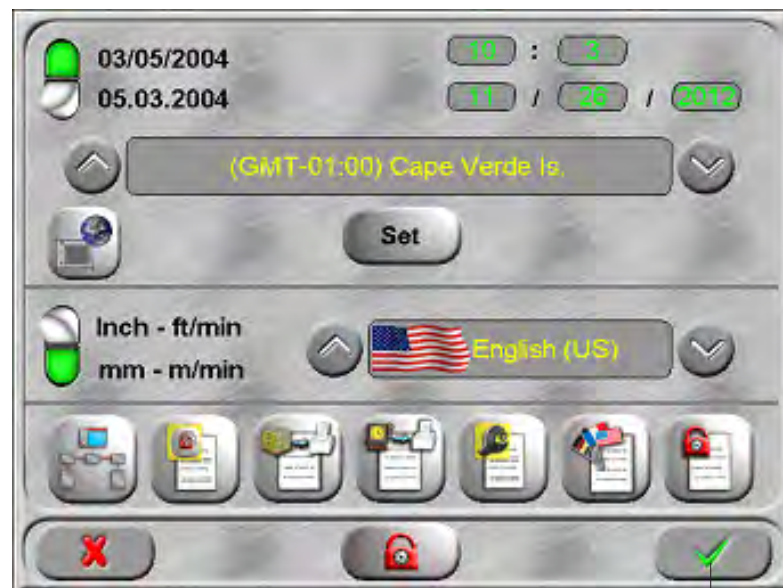 03/05/2004
10 : 3
05.03.2004
11 / 26 / 2012
(GMT-01:00) Cape Verde Is.
Set
Inch - ft/min
mm - m/min
English (US)